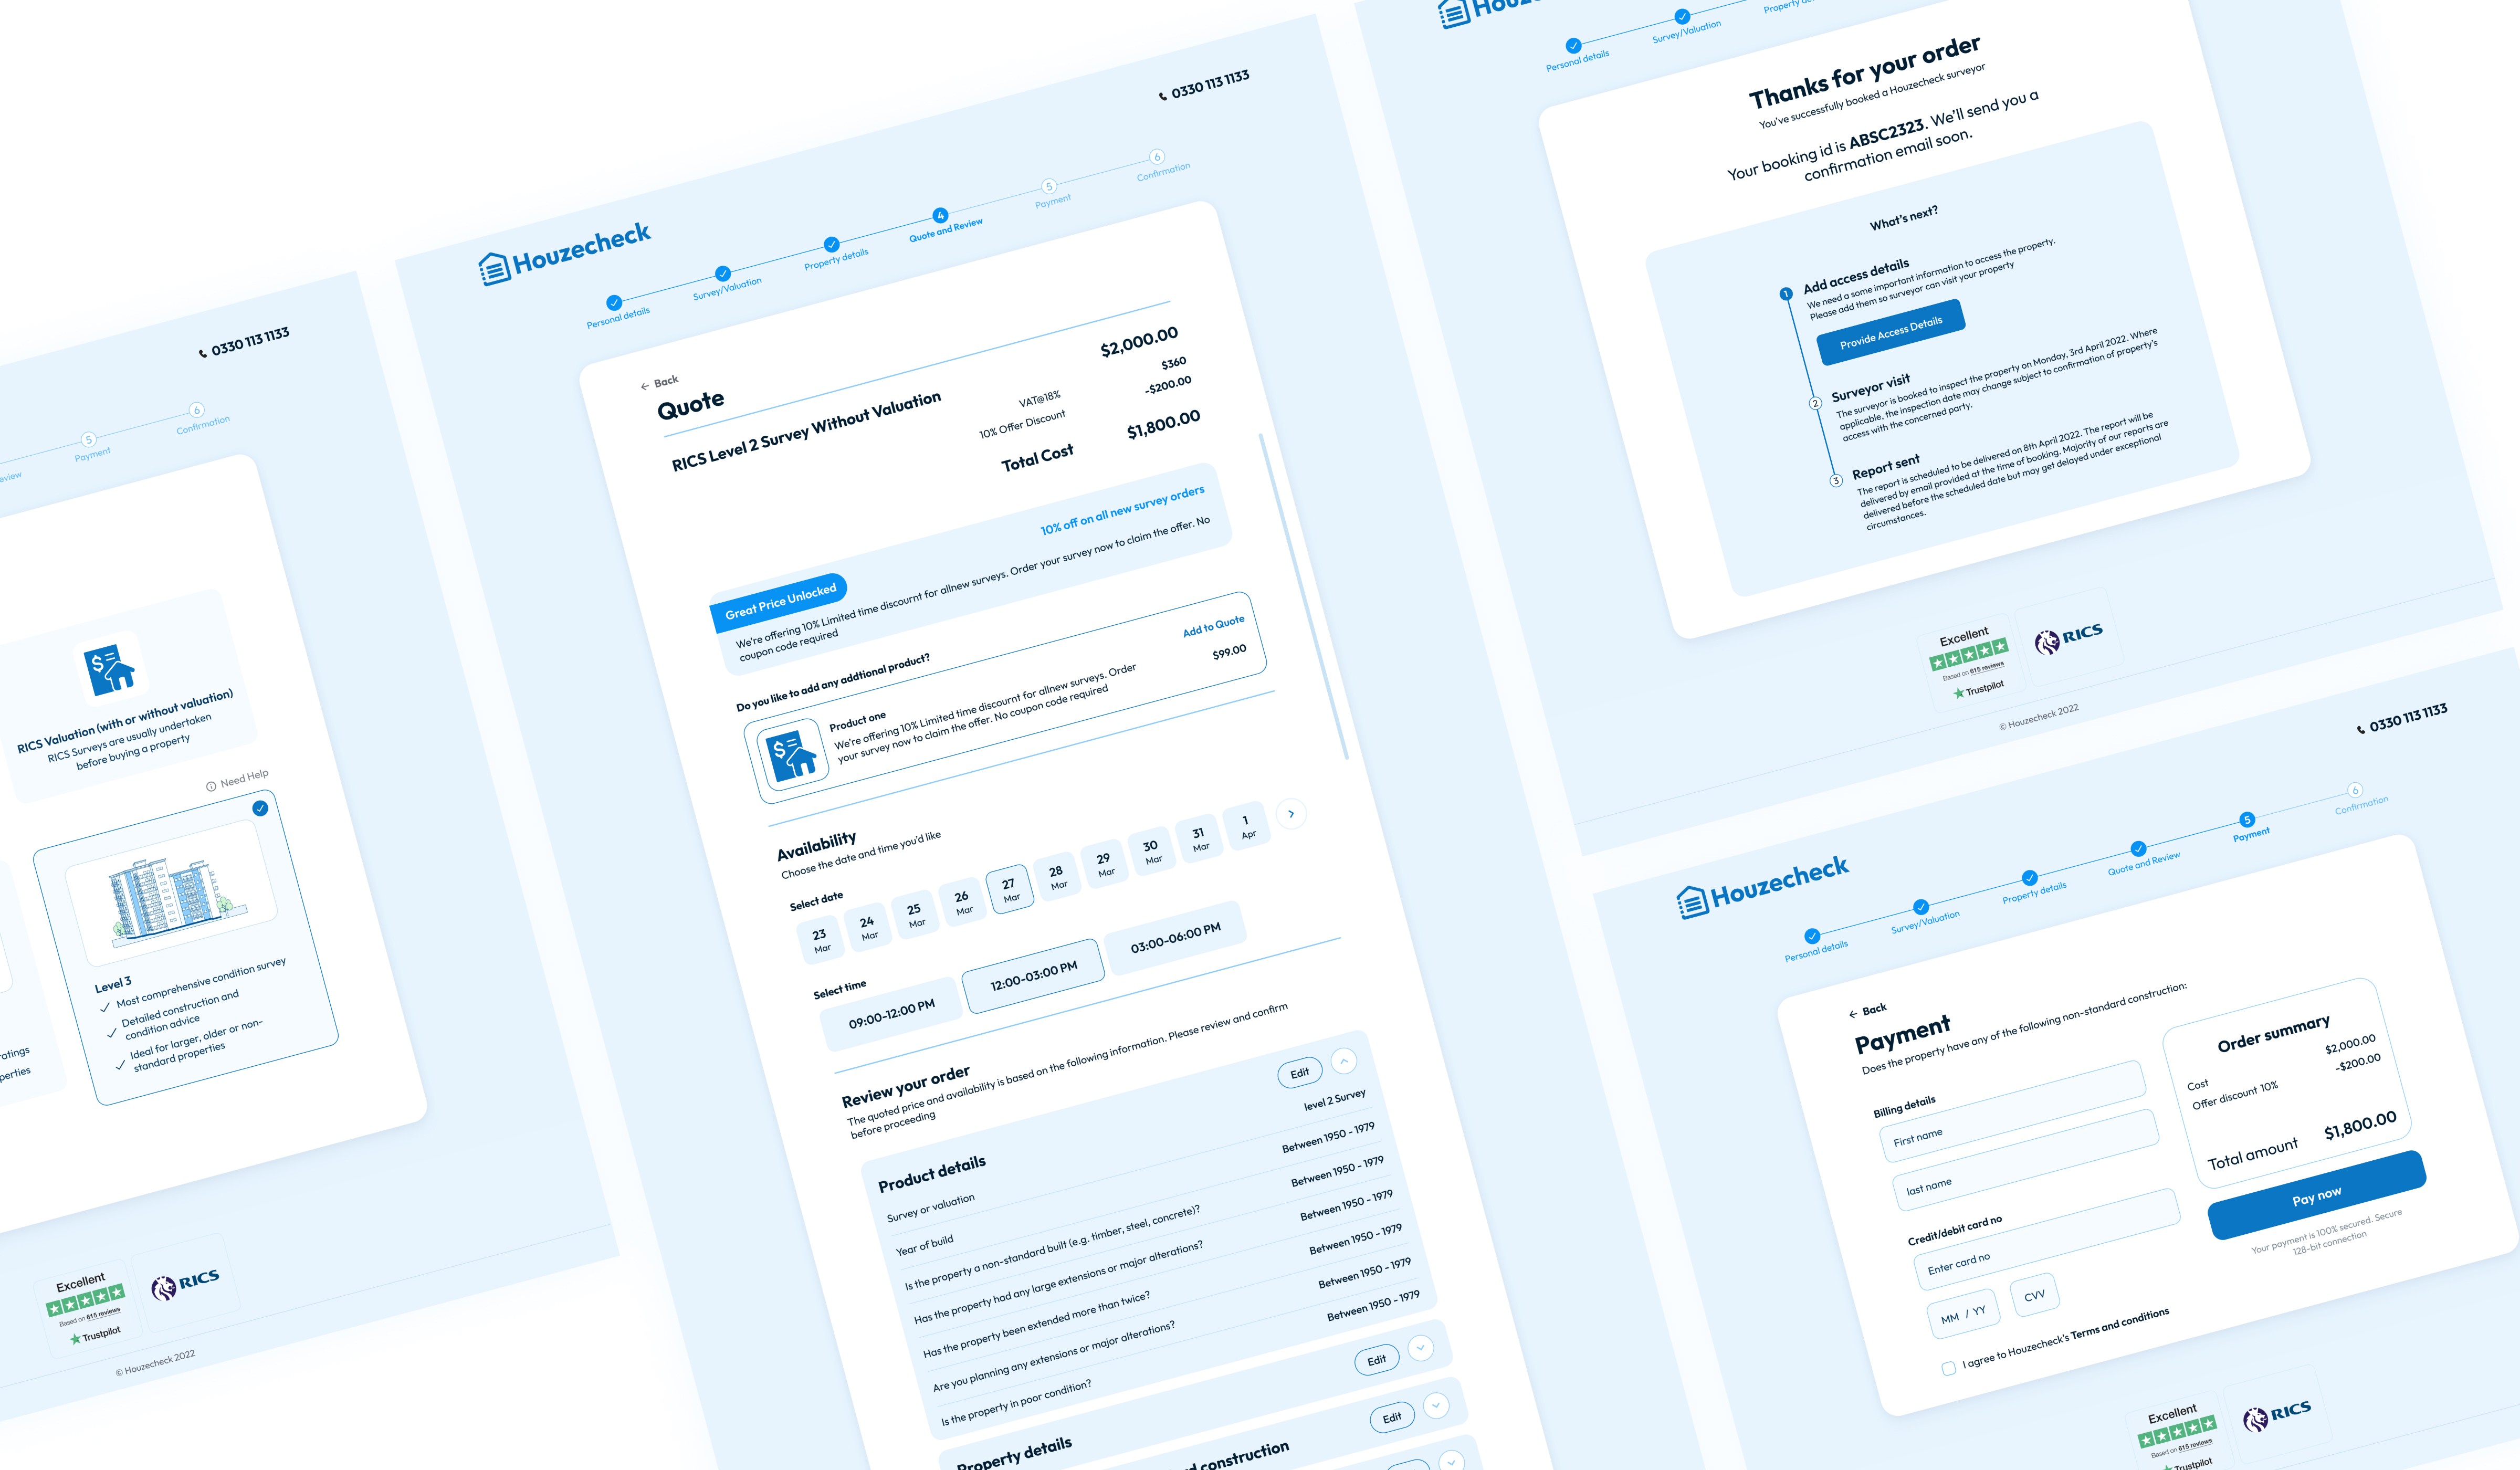 0330 113 1133
5
6
Payment
Confirmation
RICS Valuation (with or without valuation)
RICS Surveys are usually undertaken
before buying a property
Need Help
Level 3
Most comprehensive condition survey
Detailed construction and
condition advice
Ideal for larger, older or non-
standard properties
Excellent
Based on 615 reviews
Trustpilot
RICS
© Houzecheck 2022
0330 113 1133
Houzecheck
Personal details
Survey/Valuation
Property details
4
Quote and Review
5
Payment
6
Confirmation
Back
Quote
RICS Level 2 Survey Without Valuation
$2,000.00
VAT@18%
$360
10% Offer Discount
-$200.00
Total Cost
$1,800.00
Great Price Unlocked
10% off on all new survey orders
We're offering 10% Limited time discournt for allnew surveys. Order your survey now to claim the offer. No
coupon code required
Do you like to add any addtional product?
Product one
Add to Quote
We're offering 10% Limited time discournt for allnew surveys. Order
your survey now to claim the offer. No coupon code required
$99.00
Availability
Choose the date and time you'd like
Select date
23 Mar
24 Mar
25 Mar
26 Mar
27 Mar
28 Mar
29 Mar
30 Mar
31 Mar
1 Apr
Select time
09:00-12:00 PM
12:00-03:00 PM
03:00-06:00 PM
Review your order
The quoted price and availability is based on the following information. Please review and confirm
before proceeding
Product details
Edit
Survey or valuation
level 2 Survey
Year of build
Between 1950 - 1979
Is the property a non-standard built (e.g. timber, steel, concrete)?
Between 1950 - 1979
Has the property had any large extensions or major alterations?
Between 1950 - 1979
Has the property been extended more than twice?
Between 1950 - 1979
Are you planning any extensions or major alterations?
Between 1950 - 1979
Is the property in poor condition?
Between 1950 - 1979
Property details
Edit
construction
Edit
Personal details
Survey/Valuation
Thanks for your order
You've successfully booked a Houzecheck surveyor
Your booking id is ABSC2323. We'll send you a
confirmation email soon.
What's next?
1
Add access details
We need a some important information to access the property.
Please add them so surveyor can visit your property
Provide Access Details
2
Surveyor visit
The surveyor is booked to inspect the property on Monday, 3rd April 2022. Where
applicable, the inspection date may change subject to confirmation of property's
access with the concerned party.
3
Report sent
The report is scheduled to be delivered on 8th April 2022. The report will be
delivered by email provided at the time of booking. Majority of our reports are
delivered before the scheduled date but may get delayed under exceptional
circumstances.
Excellent
Based on 615 reviews
Trustpilot
RICS
© Houzecheck 2022
0330 113 1133
Houzecheck
Personal details
Survey/Valuation
Property details
Quote and Review
5
Payment
6
Confirmation
Back
Payment
Does the property have any of the following non-standard construction:
Billing details
First name
last name
Credit/debit card no
Enter card no
MM / YY
CVV
I agree to Houzecheck's Terms and conditions
Order summary
Cost
$2,000.00
Offer discount 10%
-$200.00
Total amount
$1,800.00
Pay now
Your payment is 100% secured. Secure
128-bit connection
Excellent
Based on 615 reviews
Trustpilot
RICS